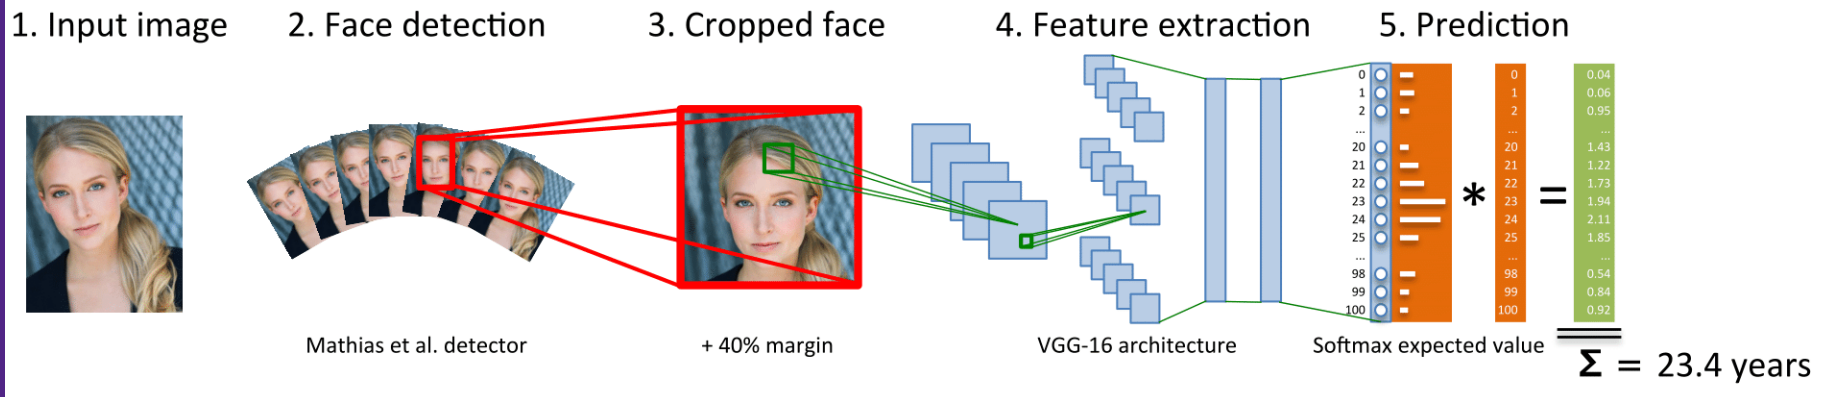 1. Input image
2. Face detection
3. Cropped face
4. Feature extraction
5. Prediction
0 0 0.04
1 1 0.06
2 2 0.95
... ... ...
20 20 1.43
21 21 1.22
22 22 1.73
23 * 23 = 1.94
24 24 2.11
25 25 1.85
... ... ...
98 98 0.54
99 99 0.84
100 100 0.92
Mathias et al. detector
+ 40% margin
VGG-16 architecture
Softmax expected value
Σ = 23.4 years